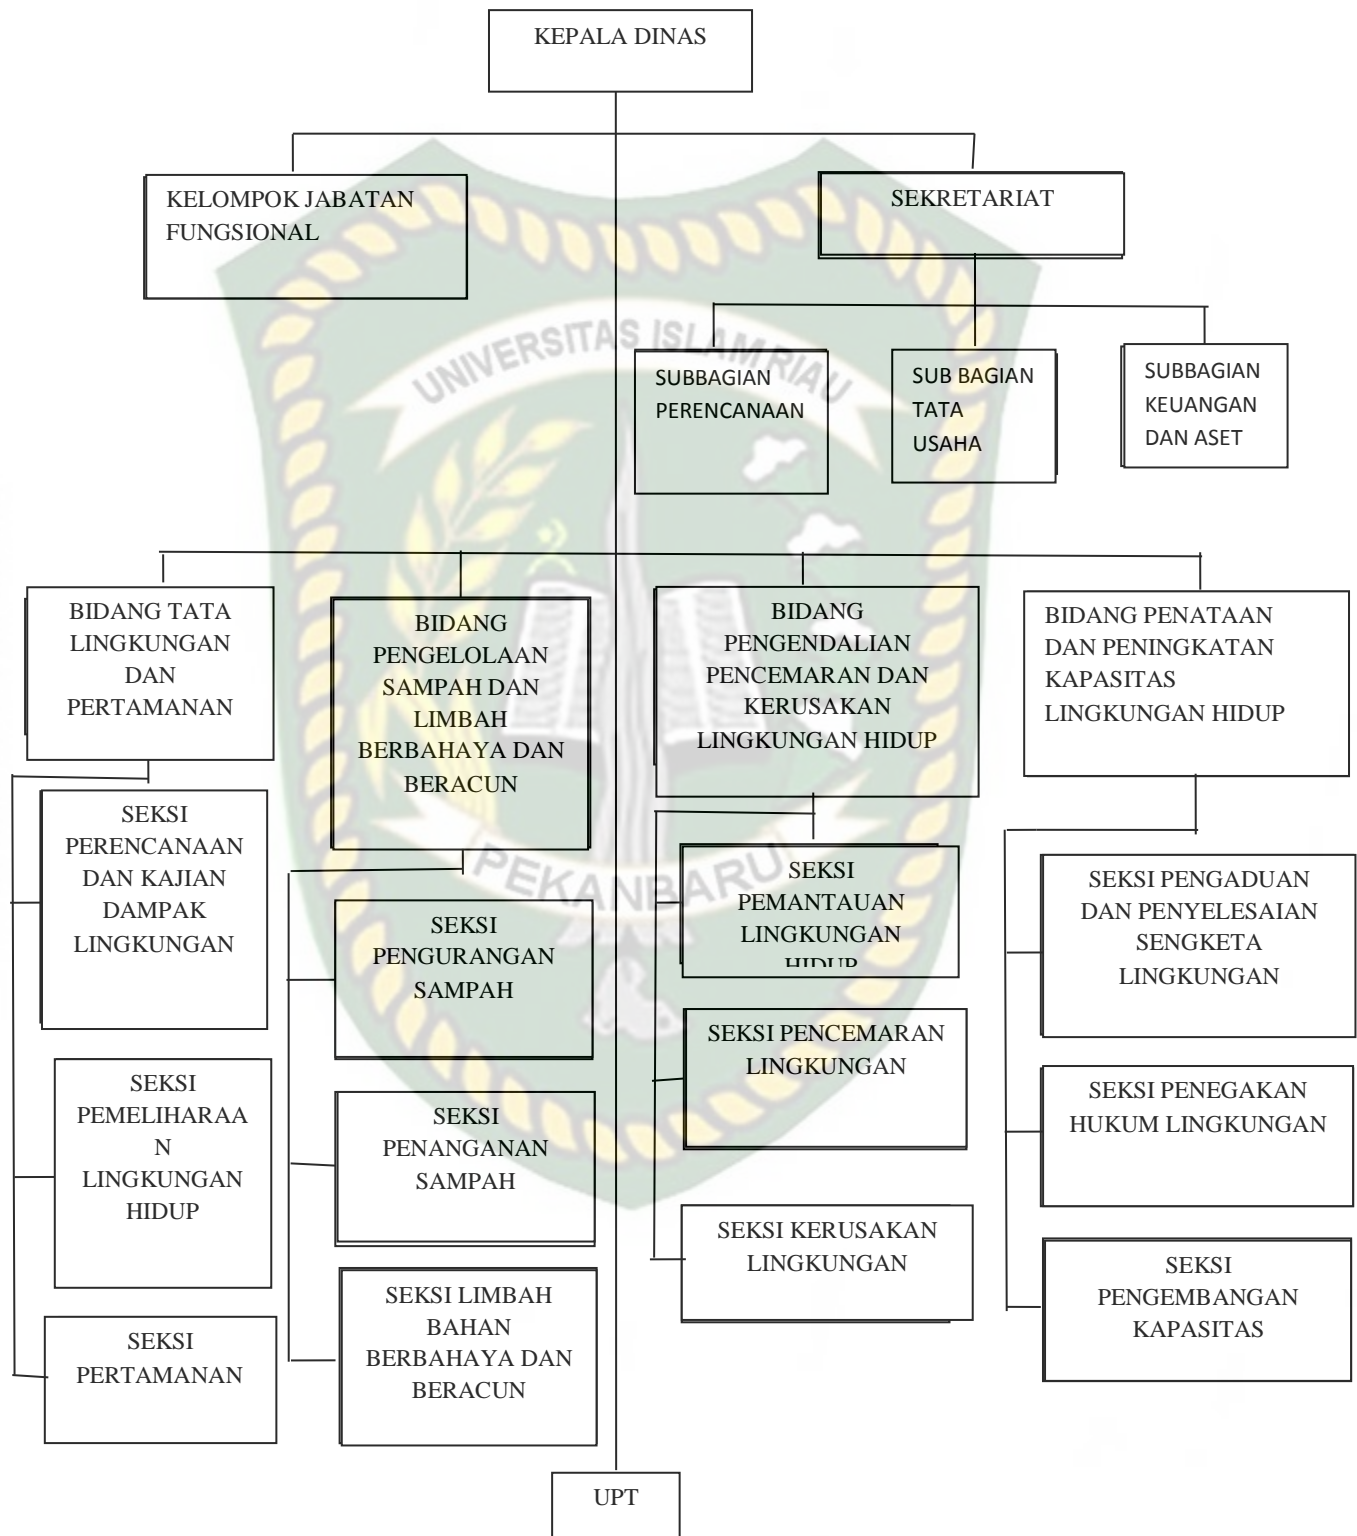 KEPALA DINAS
KELOMPOK JABATAN
FUNGSIONAL
SEKRETARIAT
SUBBAGIAN
PERENCANAAN
SUB BAGIAN
TATA
USAHA
SUBBAGIAN
KEUANGAN
DAN ASET
UNIVERSITAS ISLAM RIAU
BIDANG TATA
LINGKUNGAN
DAN
PERTAMANAN
BIDANG
PENGELOLAAN
SAMPAH DAN
LIMBAH
BERBAHAYA DAN
BERACUN
BIDANG
PENGENDALIAN
PENCEMARAN DAN
KERUSAKAN
LINGKUNGAN HIDUP
BIDANG PENATAAN
DAN PENINGKATAN
KAPASITAS
LINGKUNGAN HIDUP
PEKANBARU
SEKSI
PERENCANAAN
DAN KAJIAN
DAMPAK
LINGKUNGAN
SEKSI
PEMELIHARAA
N
LINGKUNGAN
HIDUP
SEKSI
PERTAMANAN
SEKSI
PENGURANGAN
SAMPAH
SEKSI
PENANGANAN
SAMPAH
SEKSI LIMBAH
BAHAN
BERBAHAYA DAN
BERACUN
SEKSI
PEMANTAUAN
LINGKUNGAN
HIDUP
SEKSI PENCEMARAN
LINGKUNGAN
SEKSI KERUSAKAN
LINGKUNGAN
SEKSI PENGADUAN
DAN PENYELESAIAN
SENGKETA
LINGKUNGAN
SEKSI PENEGAKAN
HUKUM LINGKUNGAN
SEKSI
PENGEMBANGAN
KAPASITAS
UPT